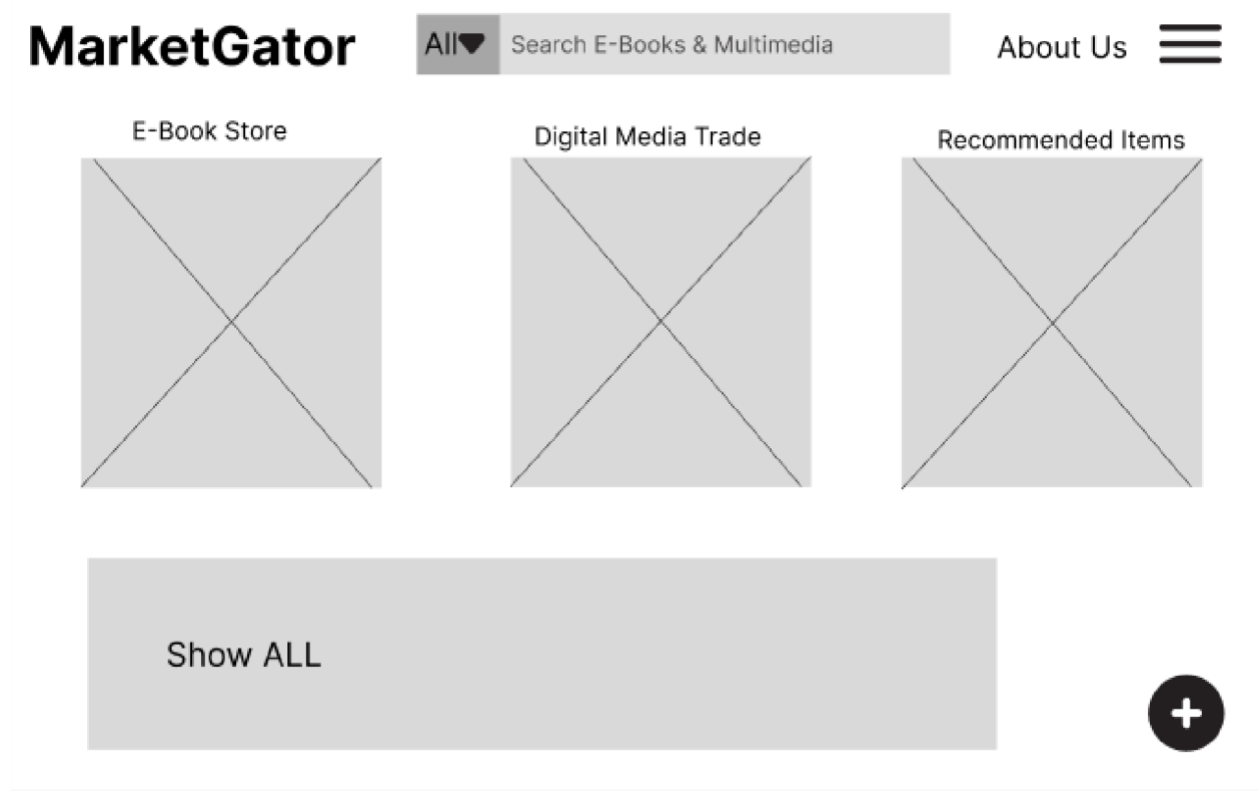 MarketGator
All
Search E-Books & Multimedia
About Us
E-Book Store
Digital Media Trade
Recommended Items
Show ALL